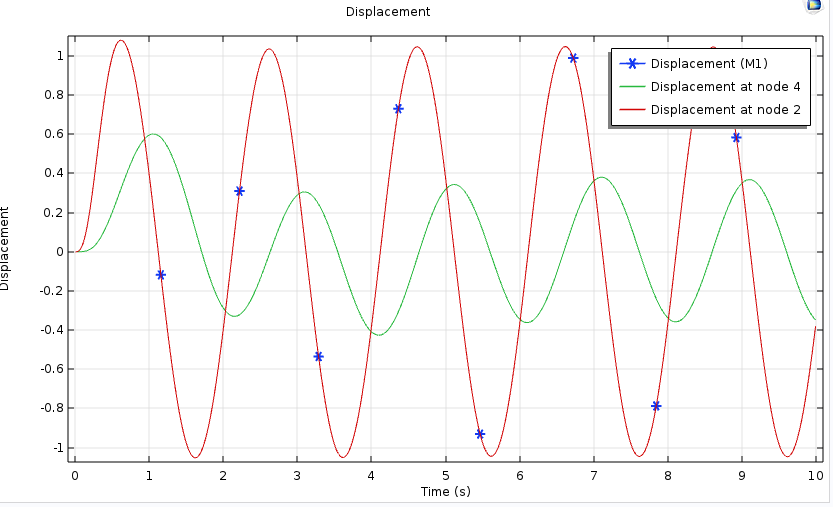 Displacement
Displacement (M1)
Displacement at node 4
Displacement at node 2
Displacement
1
0.8
0.6
0.4
0.2
0
-0.2
-0.4
-0.6
-0.8
-1
0 1 2 3 4 5 6 7 8 9 10
Time (s)